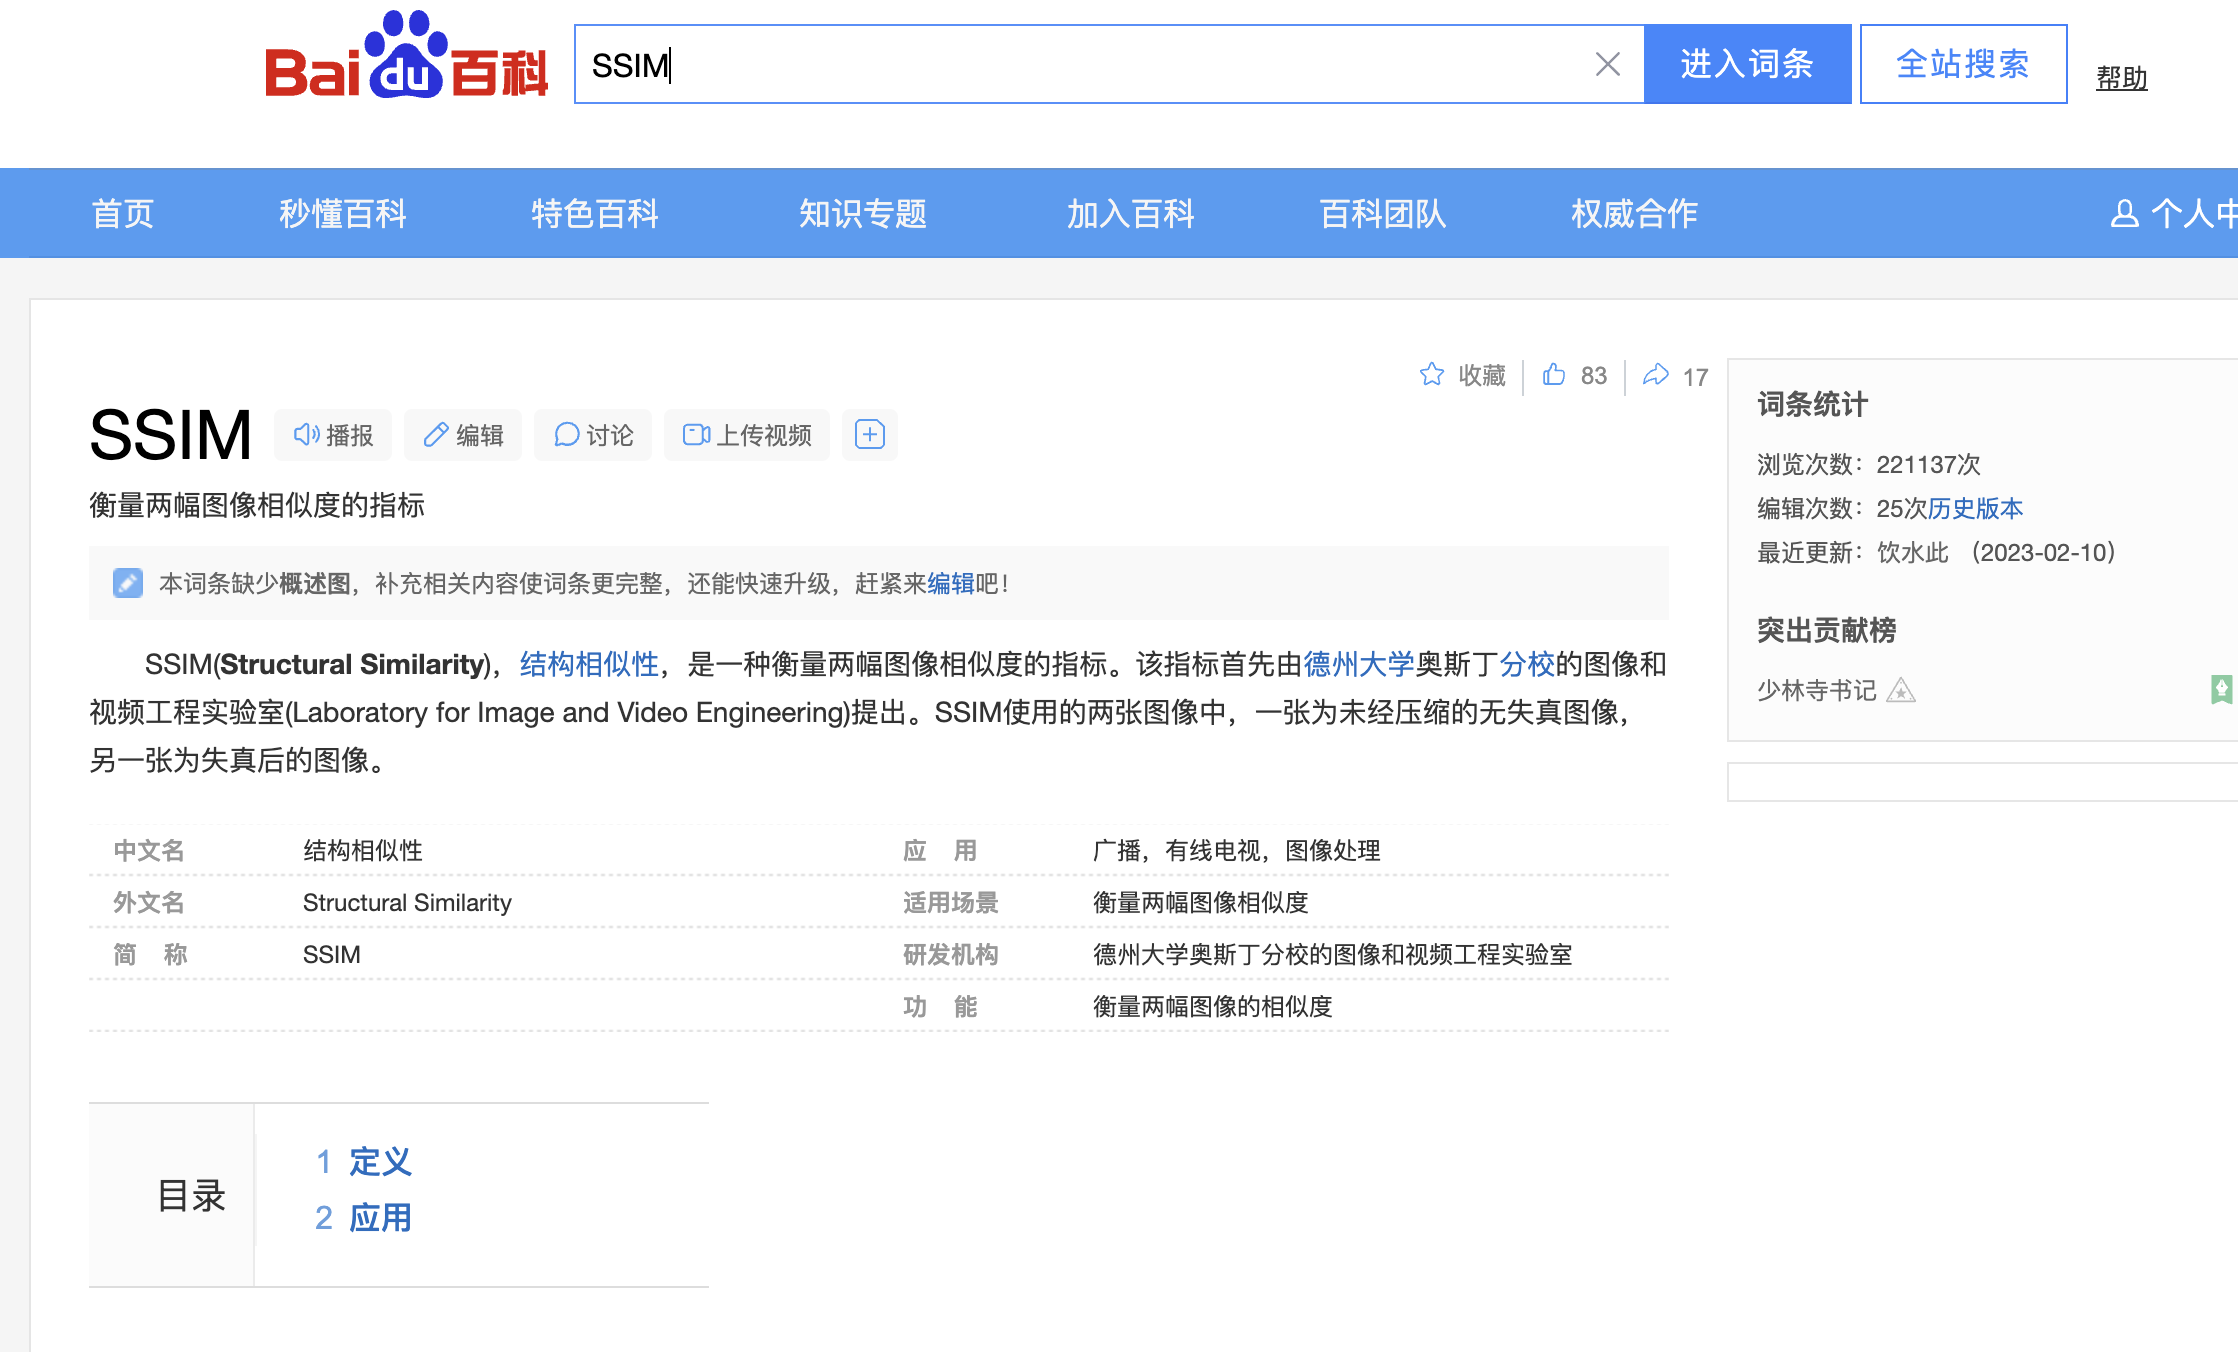 Baidu百科
SSIM
进入词条
全站搜索
帮助
首页 秒懂百科 特色百科 知识专题 加入百科 百科团队 权威合作 个人中
收藏 83 17
SSIM 播报 编辑 讨论 上传视频
衡量两幅图像相似度的指标
本词条缺少概述图，补充相关内容使词条更完整，还能快速升级，赶紧来编辑吧！
SSIM(Structural Similarity)，结构相似性，是一种衡量两幅图像相似度的指标。该指标首先由德州大学奥斯丁分校的图像和
视频工程实验室(Laboratory for Image and Video Engineering)提出。SSIM使用的两张图像中，一张为未经压缩的无失真图像，
另一张为失真后的图像。
中文名 结构相似性 应 用 广播，有线电视，图像处理
外文名 Structural Similarity 适用场景 衡量两幅图像相似度
简 称 SSIM 研发机构 德州大学奥斯丁分校的图像和视频工程实验室
功 能 衡量两幅图像的相似度
目录
1 定义
2 应用
词条统计
浏览次数：221137次
编辑次数：25次历史版本
最近更新：饮水此 （2023-02-10）
突出贡献榜
少林寺书记